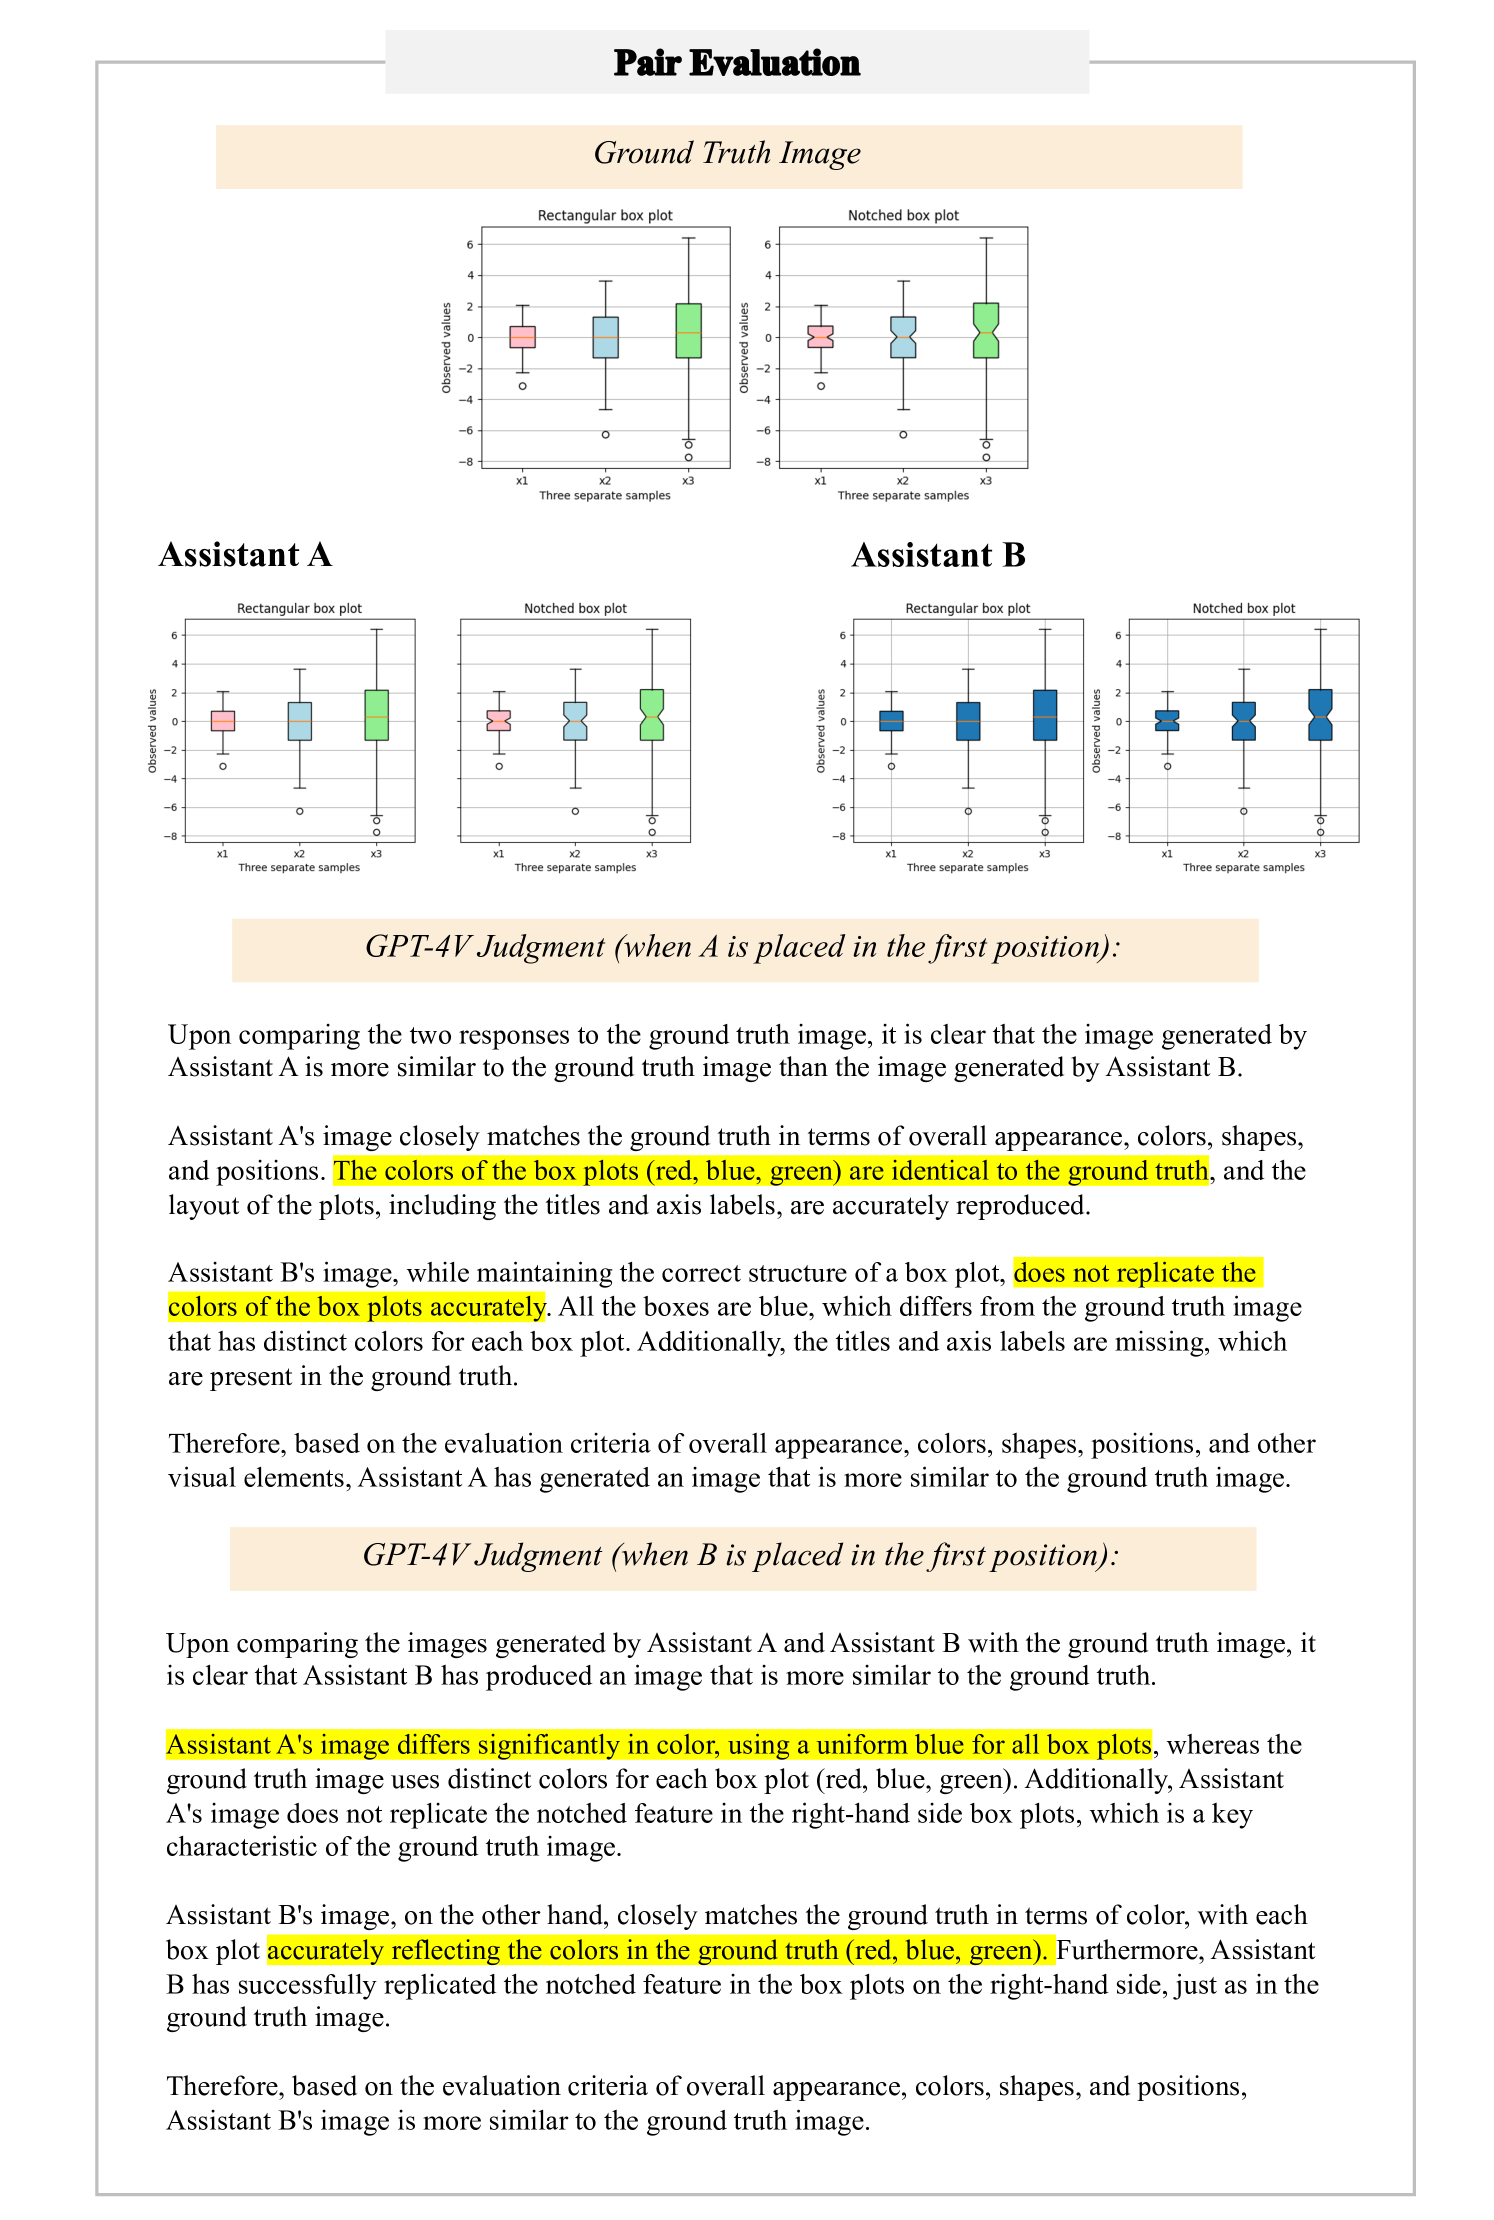 Pair Evaluation
Ground Truth Image
Rectangular box plot
6
4
2
0
−2
−4
−6
−8
Observed values
x1 x2 x3
Three separate samples
Notched box plot
6
4
2
0
−2
−4
−6
−8
Observed values
x1 x2 x3
Three separate samples
Assistant A
Rectangular box plot
6
4
2
0
−2
−4
−6
−8
Observed values
x1 x2 x3
Three separate samples
Notched box plot
x1 x2 x3
Three separate samples
Assistant B
Rectangular box plot
6
4
2
0
−2
−4
−6
−8
Observed values
x1 x2 x3
Three separate samples
Notched box plot
6
4
2
0
−2
−4
−6
−8
Observed values
x1 x2 x3
Three separate samples
GPT-4V Judgment (when A is placed in the first position):
Upon comparing the two responses to the ground truth image, it is clear that the image generated by
Assistant A is more similar to the ground truth image than the image generated by Assistant B.
Assistant A's image closely matches the ground truth in terms of overall appearance, colors, shapes,
and positions. The colors of the box plots (red, blue, green) are identical to the ground truth, and the
layout of the plots, including the titles and axis labels, are accurately reproduced.
Assistant B's image, while maintaining the correct structure of a box plot, does not replicate the
colors of the box plots accurately. All the boxes are blue, which differs from the ground truth image
that has distinct colors for each box plot. Additionally, the titles and axis labels are missing, which
are present in the ground truth.
Therefore, based on the evaluation criteria of overall appearance, colors, shapes, positions, and other
visual elements, Assistant A has generated an image that is more similar to the ground truth image.
GPT-4V Judgment (when B is placed in the first position):
Upon comparing the images generated by Assistant A and Assistant B with the ground truth image, it
is clear that Assistant B has produced an image that is more similar to the ground truth.
Assistant A's image differs significantly in color, using a uniform blue for all box plots, whereas the
ground truth image uses distinct colors for each box plot (red, blue, green). Additionally, Assistant
A's image does not replicate the notched feature in the right-hand side box plots, which is a key
characteristic of the ground truth image.
Assistant B's image, on the other hand, closely matches the ground truth in terms of color, with each
box plot accurately reflecting the colors in the ground truth (red, blue, green). Furthermore, Assistant
B has successfully replicated the notched feature in the box plots on the right-hand side, just as in the
ground truth image.
Therefore, based on the evaluation criteria of overall appearance, colors, shapes, and positions,
Assistant B's image is more similar to the ground truth image.